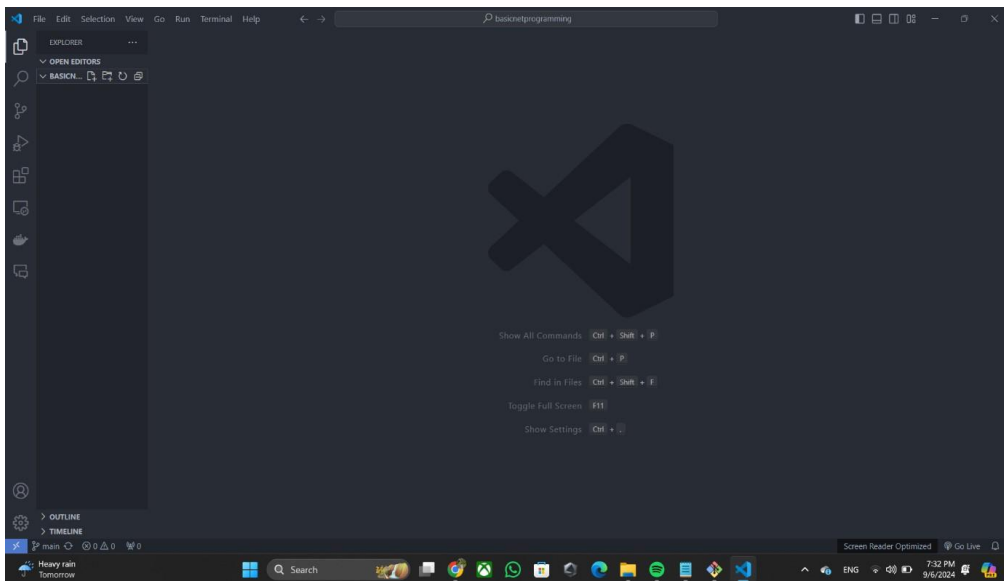 File Edit Selection View Go Run Terminal Help
basicnetprogramming
EXPLORER
OPEN EDITORS
BASICN...
Show All Commands Ctrl + Shift + P
Go to File Ctrl + P
Find in Files Ctrl + Shift + F
Toggle Full Screen F11
Show Settings Ctrl + ,
OUTLINE
TIMELINE
main 0 0 0
Screen Reader Optimized Go Live
Heavy rain
Tomorrow
Search
ENG
7:32 PM
9/6/2024